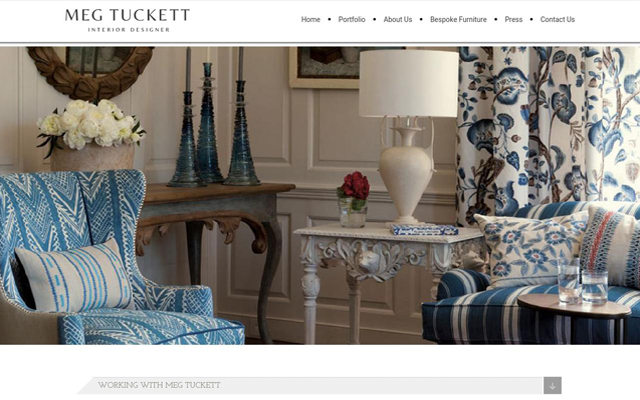 MEG TUCKETT
INTERIOR DESIGNER
Home • Portfolio • About Us • Bespoke Furniture • Press • Contact Us
WORKING WITH MEG TUCKETT